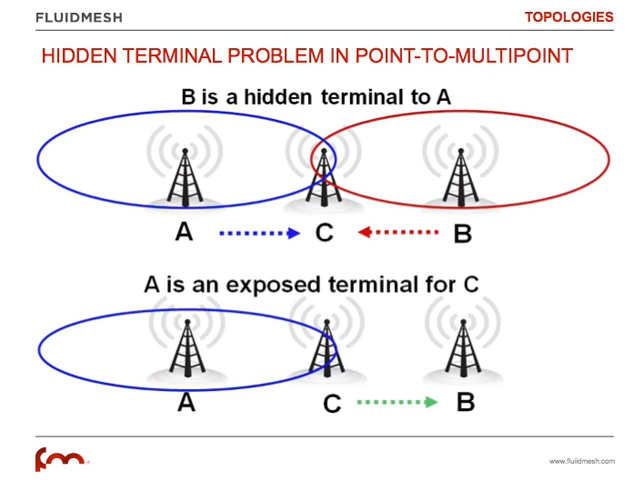 FLUIDMESH
TOPOLOGIES
HIDDEN TERMINAL PROBLEM IN POINT-TO-MULTIPOINT
B is a hidden terminal to A
A C B
A is an exposed terminal for C
A C B
fm
www.fluidmesh.com